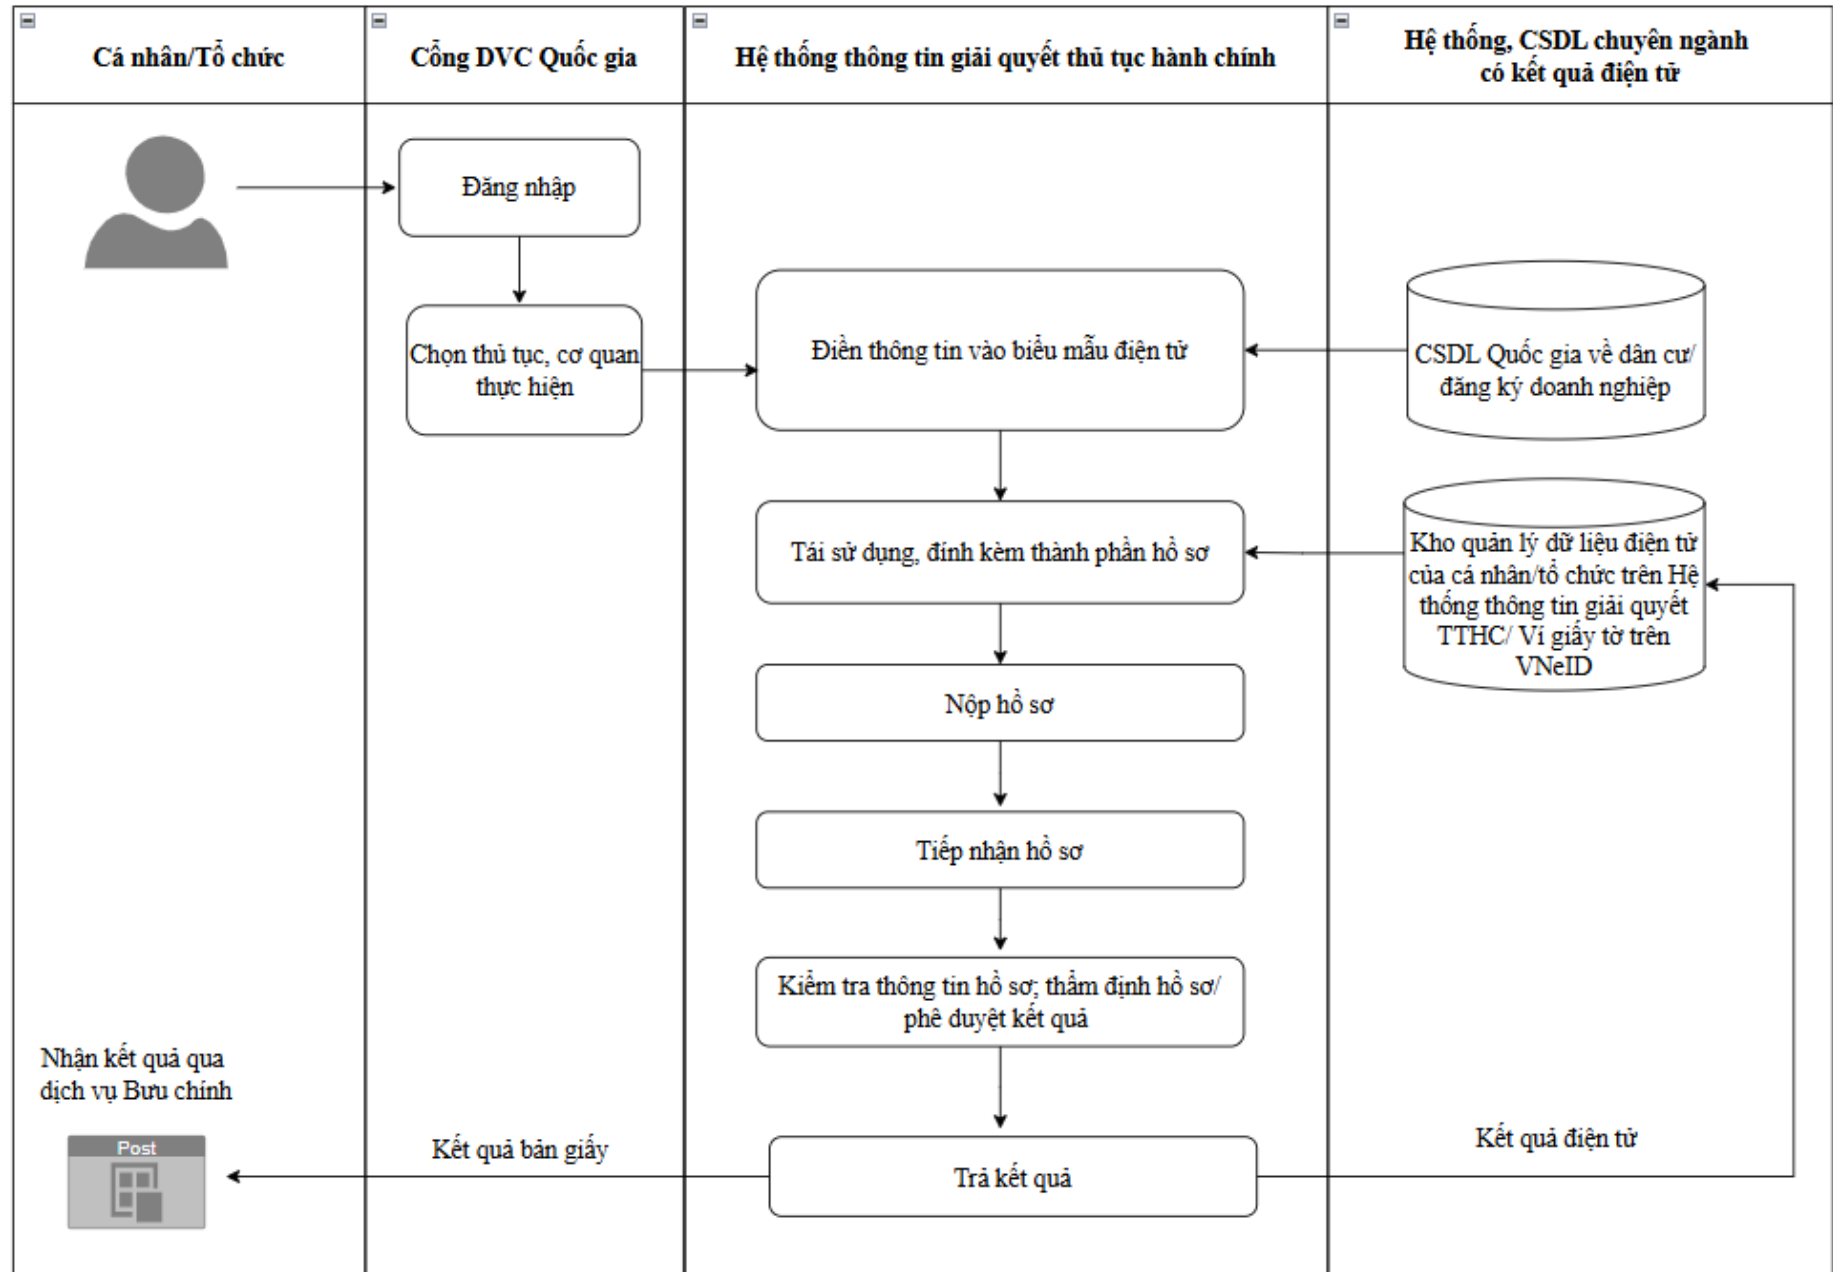 Cá nhân/Tổ chức
Cổng DVC Quốc gia
Hệ thống thông tin giải quyết thủ tục hành chính
Hệ thống, CSDL chuyên ngành
có kết quả điện tử
Đăng nhập
Chọn thủ tục, cơ quan
thực hiện
Điền thông tin vào biểu mẫu điện tử
CSDL Quốc gia về dân cư/
đăng ký doanh nghiệp
Tái sử dụng, đính kèm thành phần hồ sơ
Kho quản lý dữ liệu điện tử
của cá nhân/tổ chức trên Hệ
thống thông tin giải quyết
TTHC/ Ví giấy tờ trên
VNeID
Nộp hồ sơ
Tiếp nhận hồ sơ
Kiểm tra thông tin hồ sơ; thẩm định hồ sơ/
phê duyệt kết quả
Nhận kết quả qua
dịch vụ Bưu chính
Post
Kết quả bản giấy
Trả kết quả
Kết quả điện tử